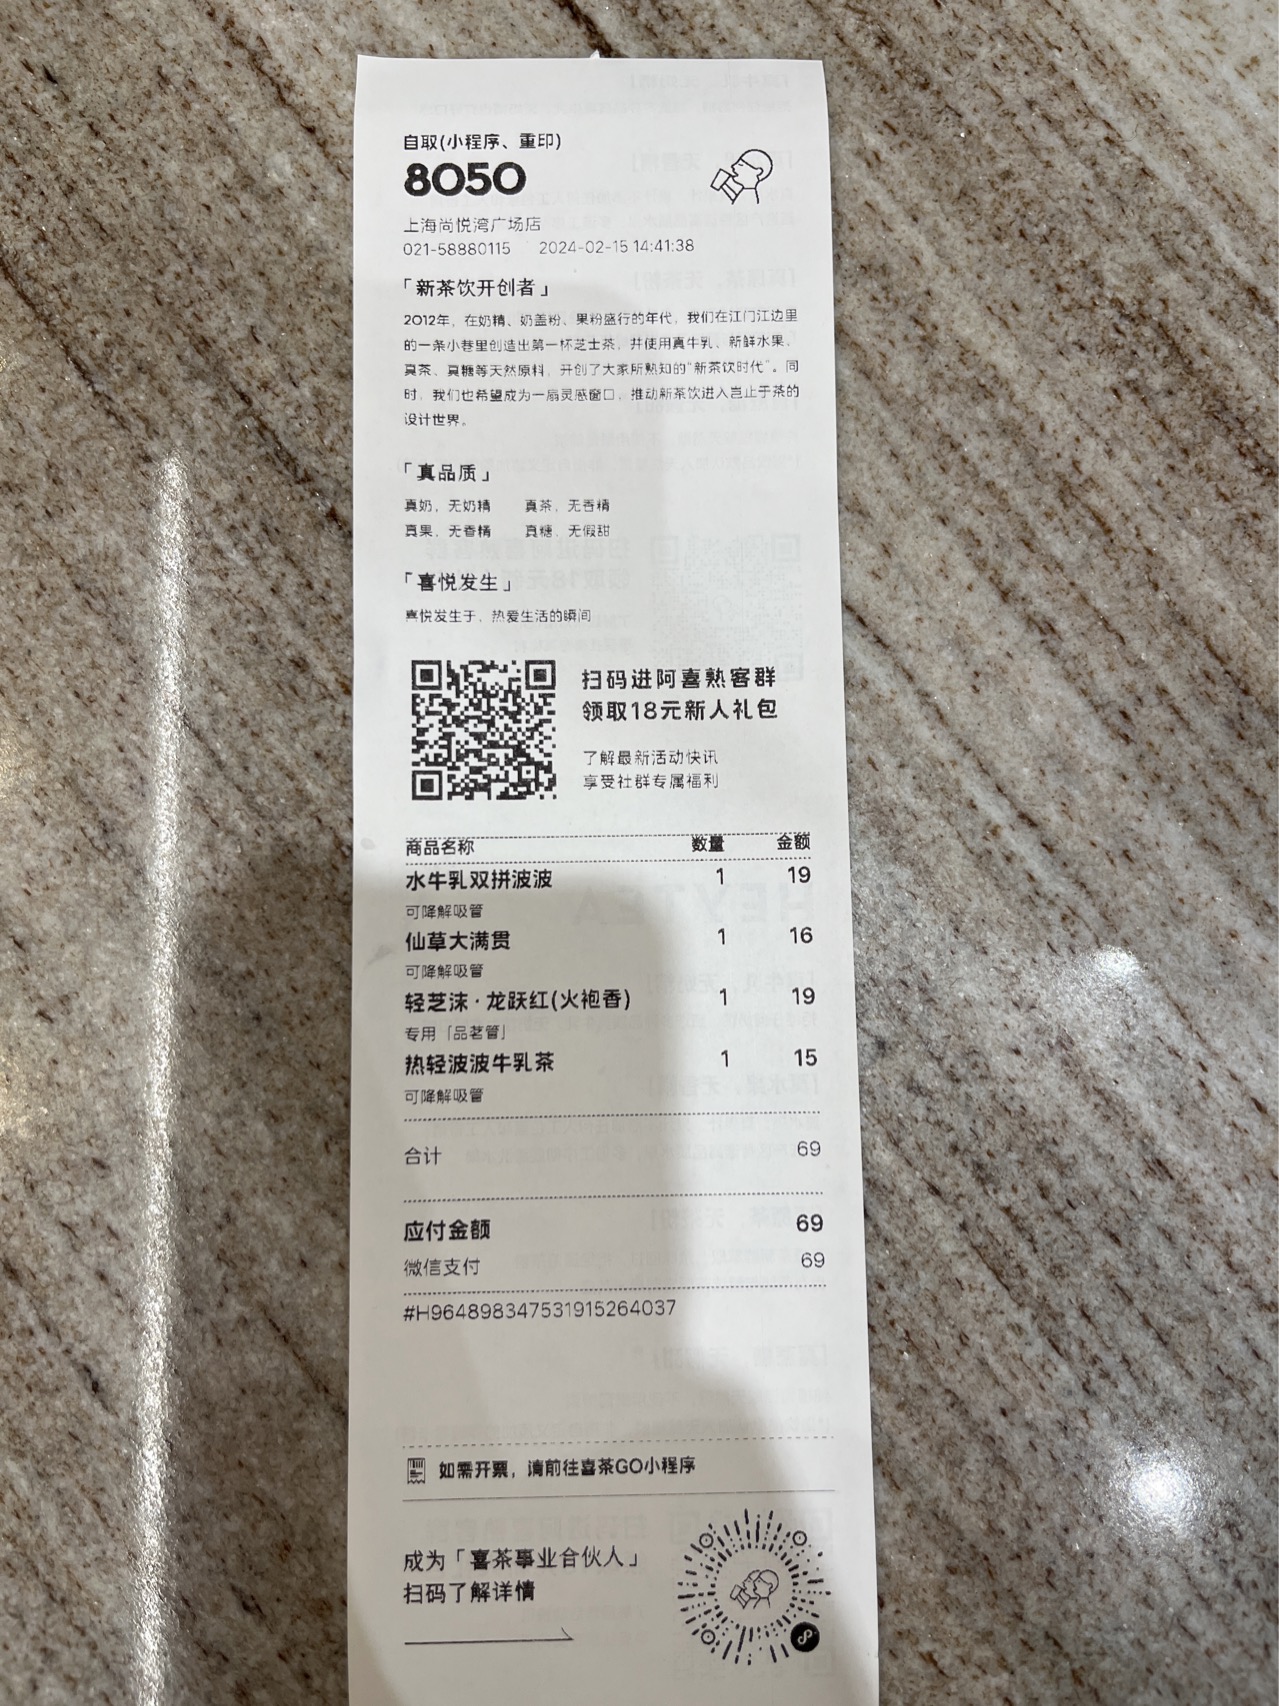 自取(小程序、重印)
8050
上海尚悦湾广场店
021-58880115 2024-02-15 14:41:38
「新茶饮开创者」
2012年，在奶精、奶盖粉、果粉盛行的年代，我们在江门江边里
的一条小巷里创造出第一杯芝士茶，并使用真牛乳、新鲜水果、
真茶、真糖等天然原料，开创了大家所熟知的“新茶饮时代”。同
时，我们也希望成为一扇灵感窗口，推动新茶饮进入岂止于茶的
设计世界。
「真品质」
真奶，无奶精 真茶，无香精
真果，无香精 真糖，无假甜
「喜悦发生」
喜悦发生于，热爱生活的瞬间
扫码进阿喜熟客群
领取18元新人礼包
了解最新活动快讯
享受社群专属福利
商品名称 数量 金额
水牛乳双拼波波 1 19
可降解吸管
仙草大满贯 1 16
可降解吸管
轻芝沫·龙跃红(火袍香) 1 19
专用「品茗管」
热轻波波牛乳茶 1 15
可降解吸管
合计 69
应付金额 69
微信支付 69
#H964898347531915264037
如需开票，请前往喜茶GO小程序
成为「喜茶事业合伙人」
扫码了解详情